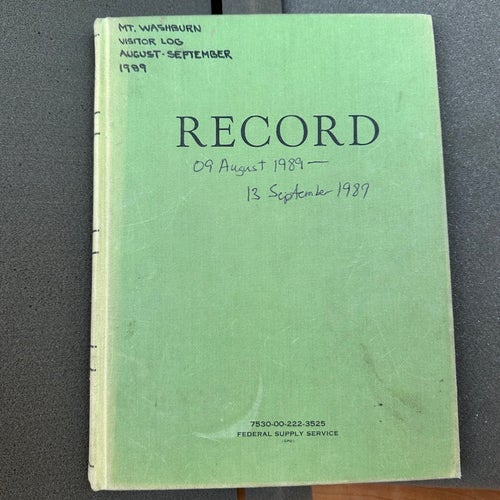 MT. WASHBURN
VISITOR LOG
AUGUST-SEPTEMBER
1989
RECORD
09 August 1989—
13 September 1989
7530-00-222-3525
FEDERAL SUPPLY SERVICE
(GPO)